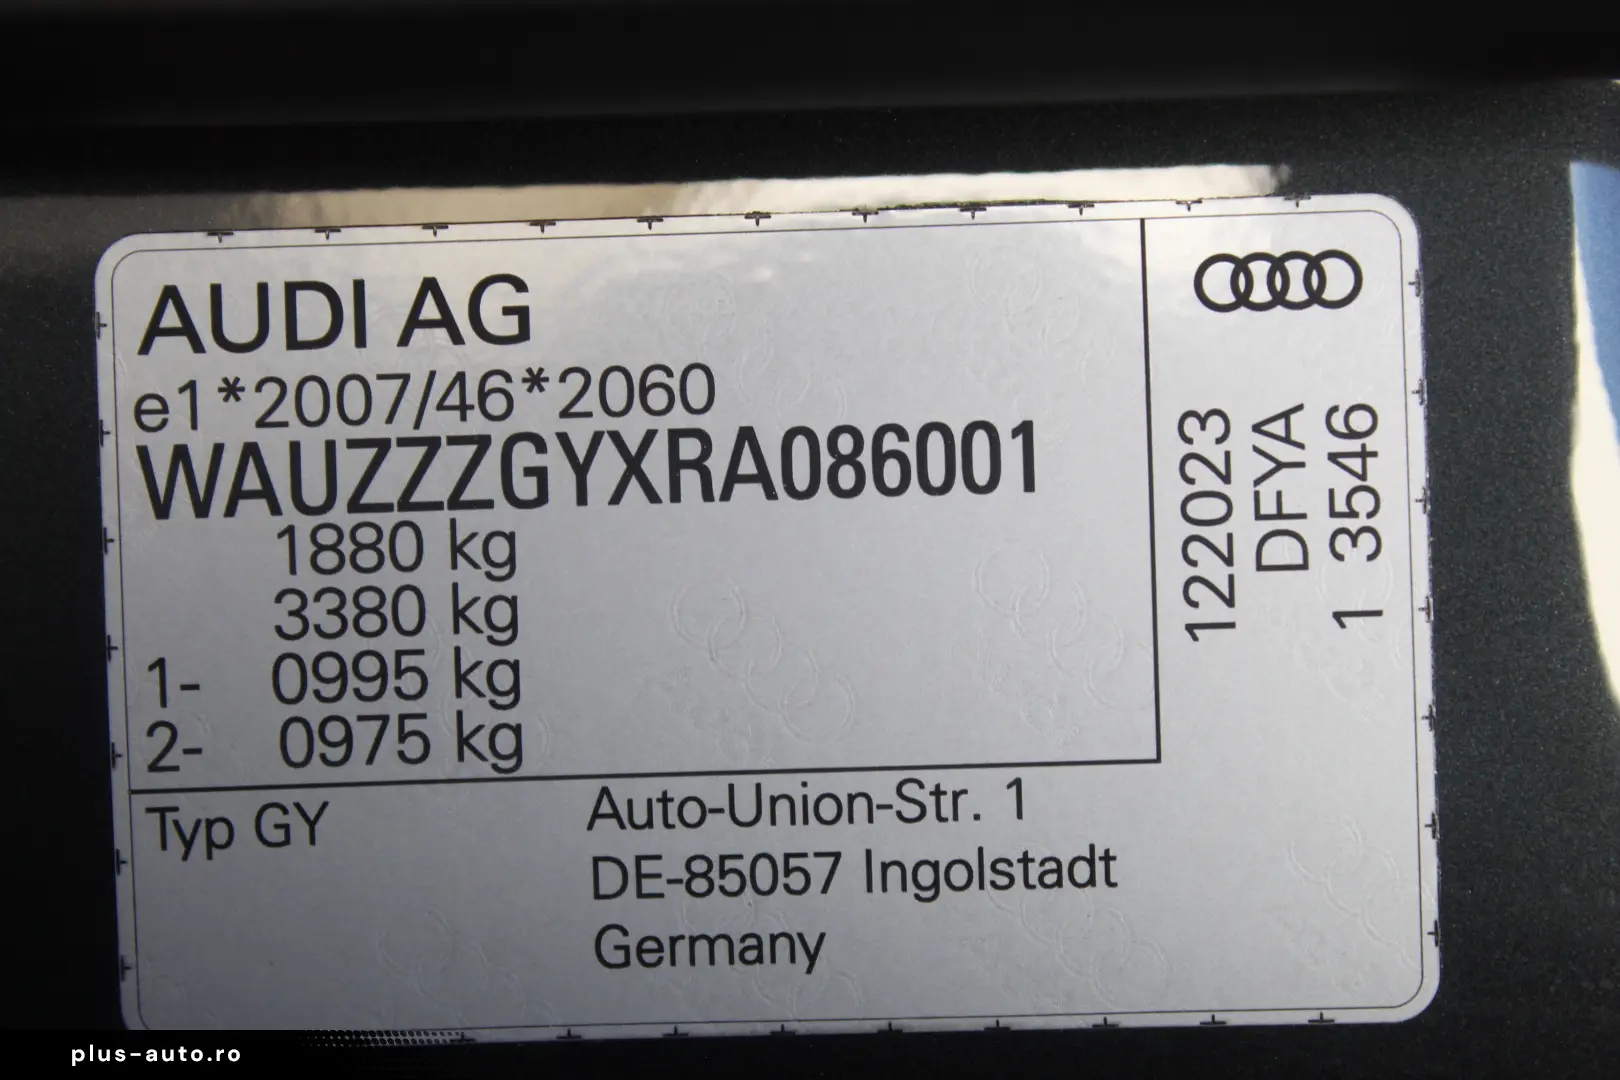 AUDI AG
e1*2007/46*2060
WAUZZZGYXRA086001
1880 kg
3380 kg
1- 0995 kg
2- 0975 kg
Typ GY
Auto-Union-Str. 1
DE-85057 Ingolstadt
Germany
122023
DFYA
1 3546
plus-auto.ro